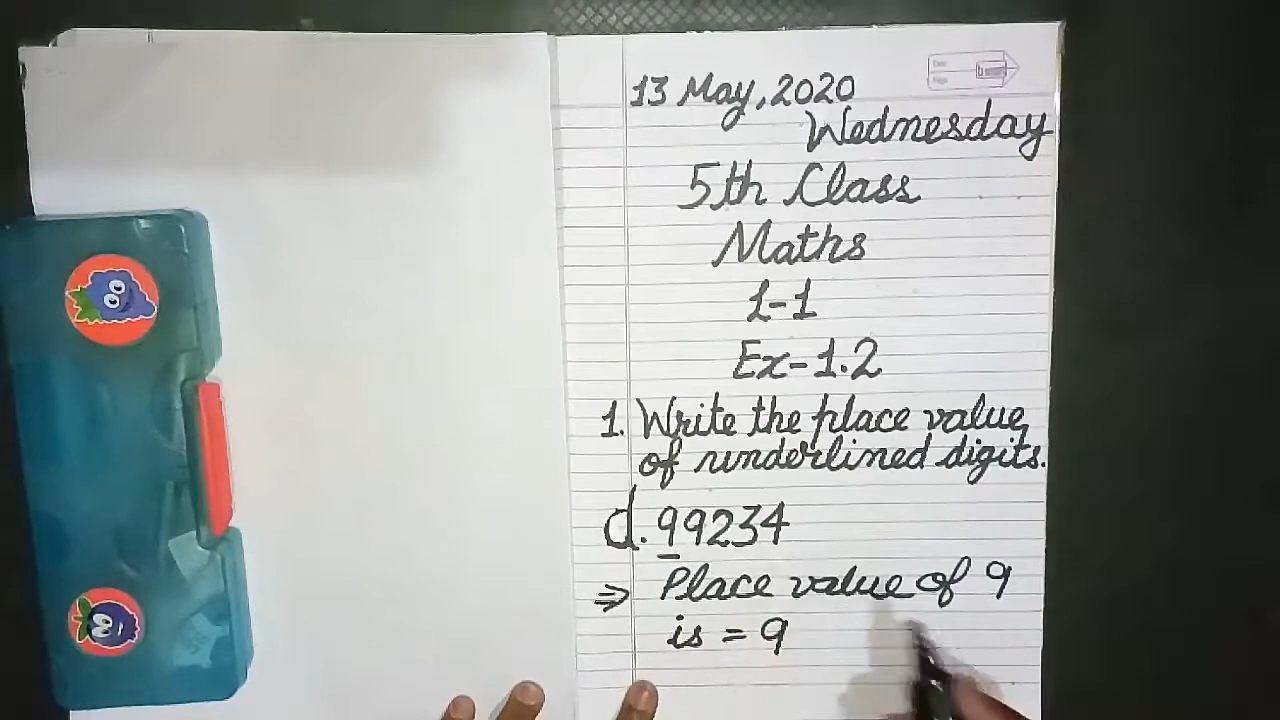 13 May, 2020
Wednesday
5th Class
Maths
1-1
Ex-1.2
1. Write the place value
of underlined digits.
d. 99234
⇒ Place value of 9
is = 9